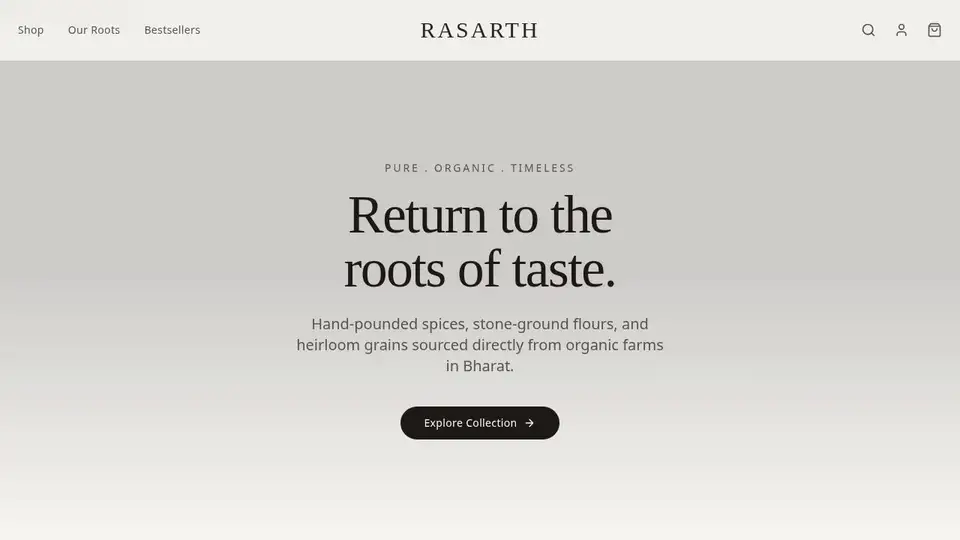 Shop
Our Roots
Bestsellers
RASARTH
PURE . ORGANIC . TIMELESS
Return to the
roots of taste.
Hand-pounded spices, stone-ground flours, and
heirloom grains sourced directly from organic farms
in Bharat.
Explore Collection